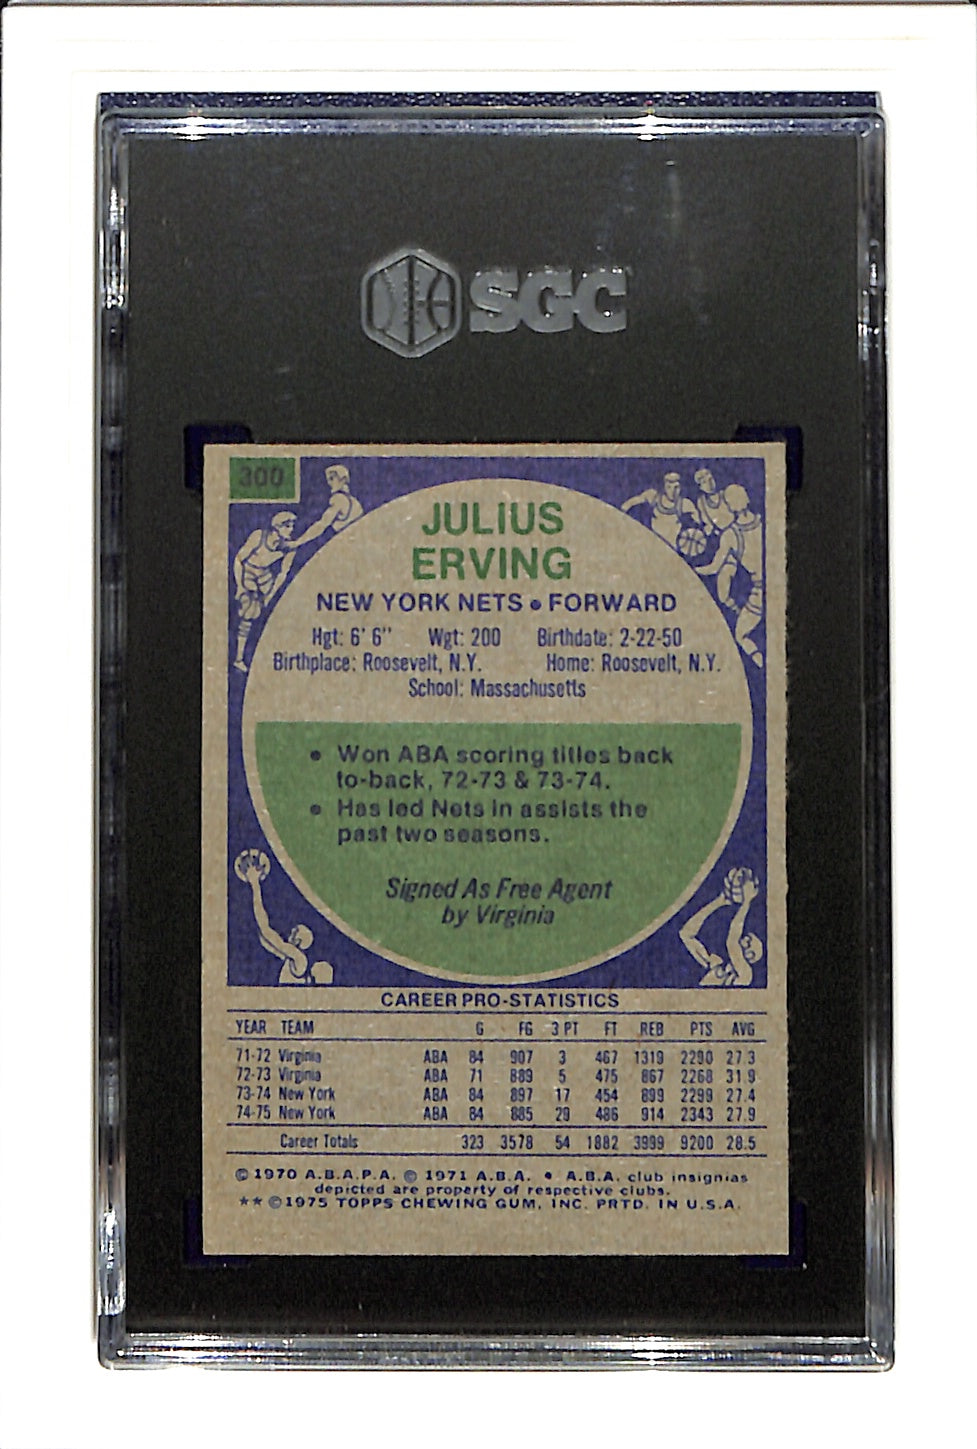 SGC
300
JULIUS
ERVING
NEW YORK NETS • FORWARD
Hgt: 6' 6" Wgt: 200 Birthdate: 2-22-50
Birthplace: Roosevelt, N.Y. Home: Roosevelt, N.Y.
School: Massachusetts
• Won ABA scoring titles back
to-back, 72-73 & 73-74.
• Has led Nets in assists the
past two seasons.
Signed As Free Agent
by Virginia
CAREER PRO-STATISTICS
YEAR TEAM G FG 3 PT FT REB PTS AVG
71-72 Virginia ABA 84 907 3 467 1319 2290 27.3
72-73 Virginia ABA 71 889 5 475 867 2268 31.9
73-74 New York ABA 84 897 17 454 899 2299 27.4
74-75 New York ABA 84 885 29 486 914 2343 27.9
Career Totals 323 3578 54 1882 3999 9200 28.5
© 1970 A.B.A.P.A. © 1971 A.B.A. • A.B.A. club insignias
depicted are property of respective clubs.
★★ © 1975 TOPPS CHEWING GUM, INC. PRTD. IN U.S.A.